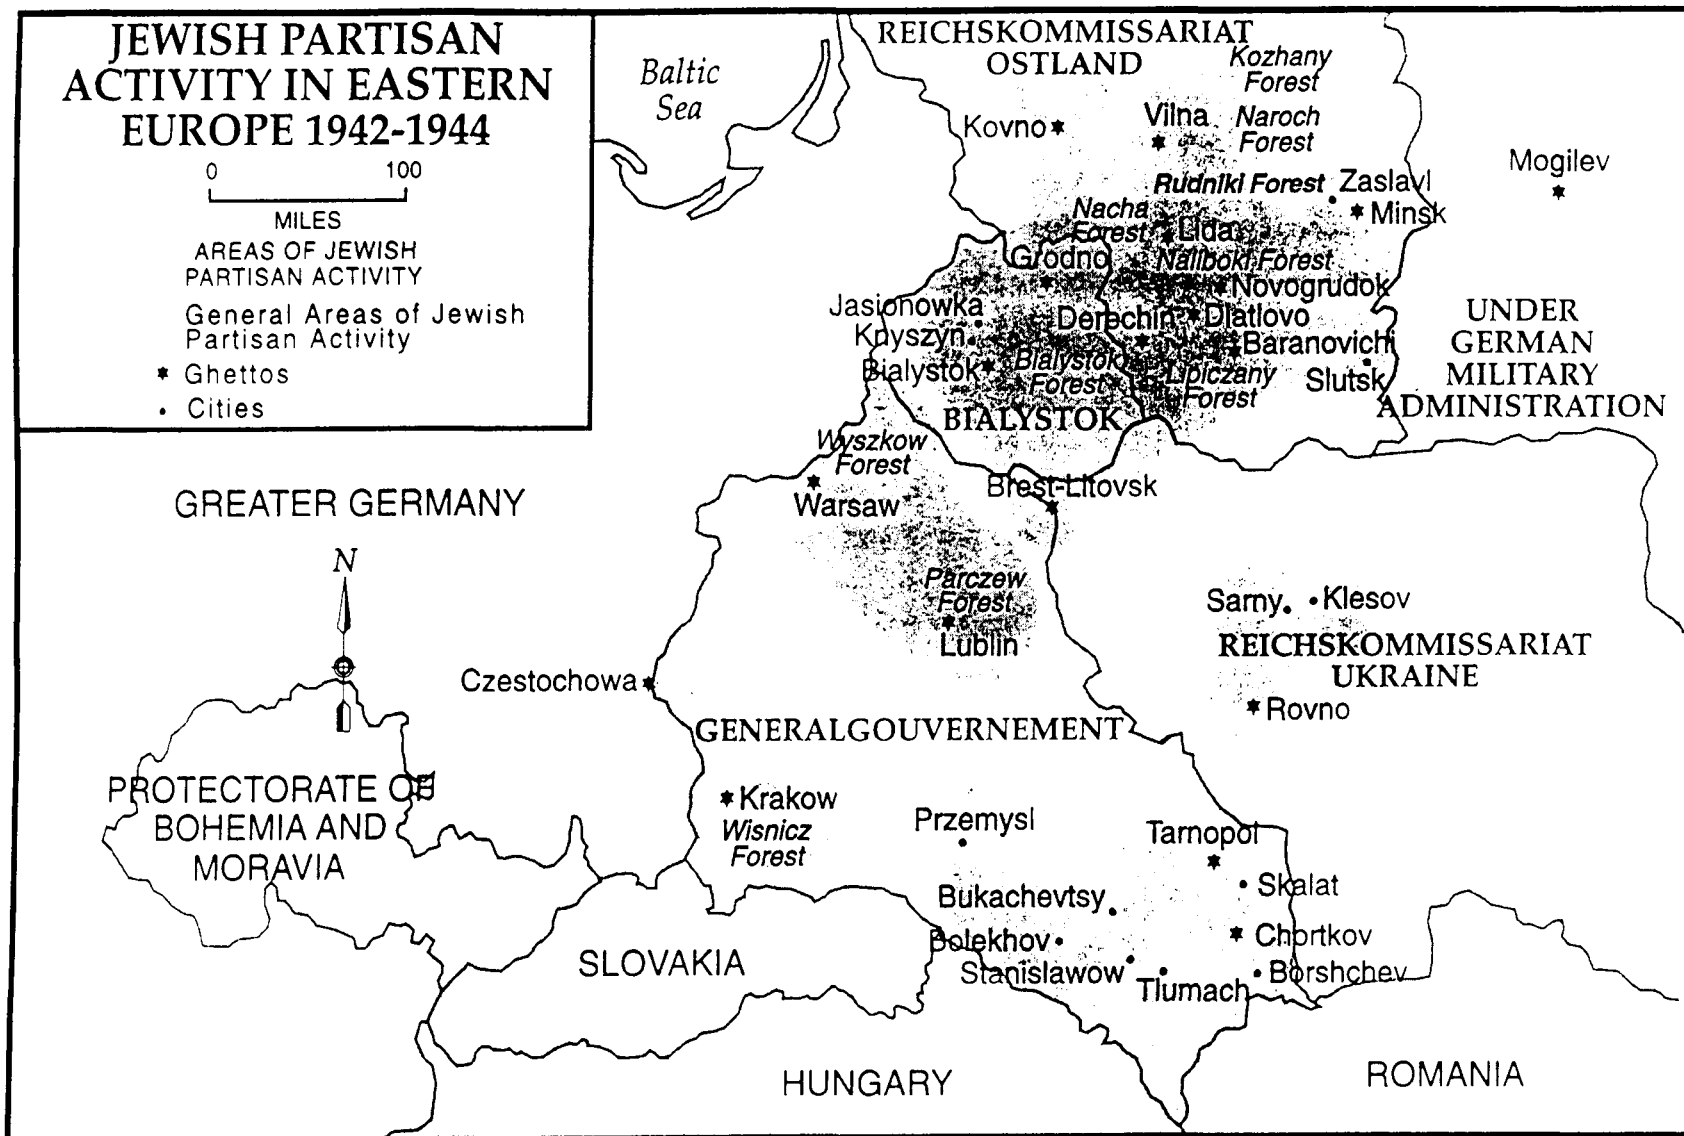 JEWISH PARTISAN
ACTIVITY IN EASTERN
EUROPE 1942-1944
0 100
MILES
AREAS OF JEWISH
PARTISAN ACTIVITY
General Areas of Jewish
Partisan Activity
Ghettos
Cities
Baltic
Sea
REICHSKOMMISSARIAT
OSTLAND
Kozhany
Forest
Kovno
Vilna
Naroch
Forest
Mogilev
Rudniki Forest
Zaslavl
Minsk
Nacha
Forest
Lida
Grodno
Naliboki Forest
Novogrudok
Jasionowka
Derechin
Diatlovo
Knyszyn
Baranovichi
Bialystok
Bialystok
Forest
Lipiczany
Forest
Slutsk
BIALYSTOK
UNDER
GERMAN
MILITARY
ADMINISTRATION
Wyszkow
Forest
Warsaw
Brest-Litovsk
GREATER GERMANY
N
Parczew
Forest
Lublin
Sarny
Klesov
REICHSKOMMISSARIAT
UKRAINE
Rovno
Czestochowa
GENERALGOUVERNEMENT
PROTECTORATE OF
BOHEMIA AND
MORAVIA
Krakow
Wisnicz
Forest
Przemysl
Tarnopol
Skalat
Bukachevtsy
Chortkov
Bolekhov
Stanislawow
Borshchev
Tlumach
SLOVAKIA
HUNGARY
ROMANIA